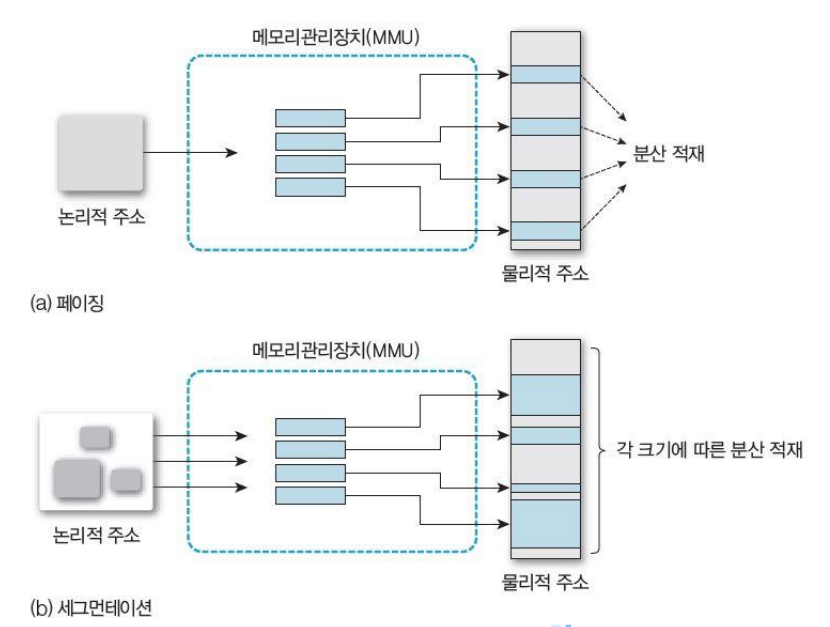 메모리관리장치(MMU)
분산 적재
논리적 주소
물리적 주소
(a) 페이징
메모리관리장치(MMU)
각 크기에 따른 분산 적재
논리적 주소
물리적 주소
(b) 세그먼테이션